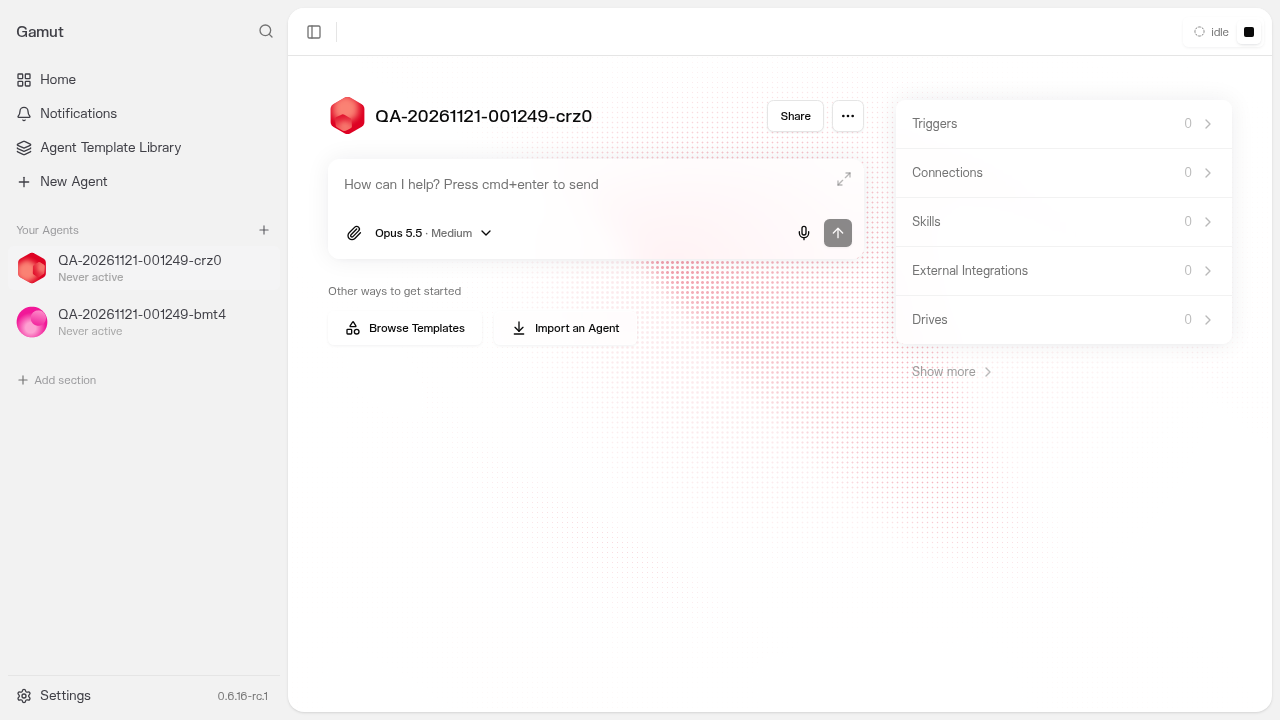 Gamut
Home
Notifications
Agent Template Library
New Agent
Your Agents
QA-20261121-001249-crz0
Never active
QA-20261121-001249-bmt4
Never active
Add section
Settings
0.6.16-rc.1
idle
QA-20261121-001249-crz0
Share
How can I help? Press cmd+enter to send
Opus 5.5 · Medium
Other ways to get started
Browse Templates
Import an Agent
Triggers 0
Connections 0
Skills 0
External Integrations 0
Drives 0
Show more